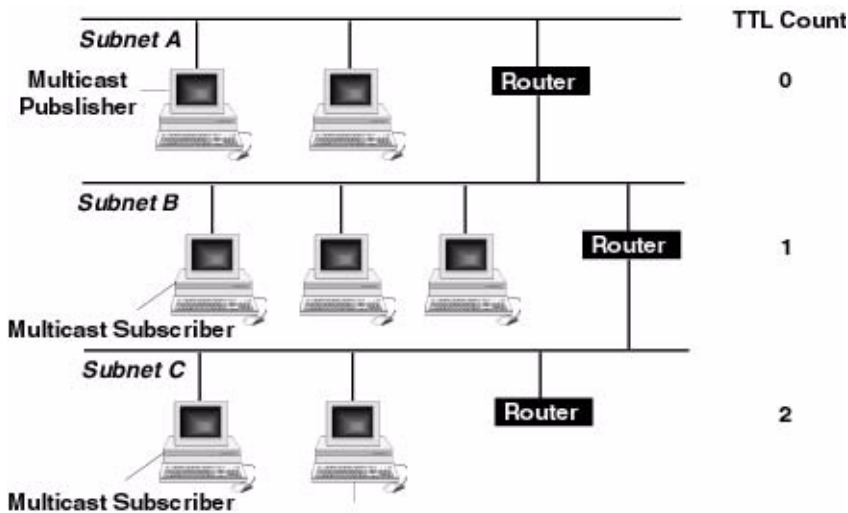 TTL Count
Subnet A
Multicast
Pubslisher
Router
0
Subnet B
Router
1
Multicast Subscriber
Subnet C
Router
2
Multicast Subscriber